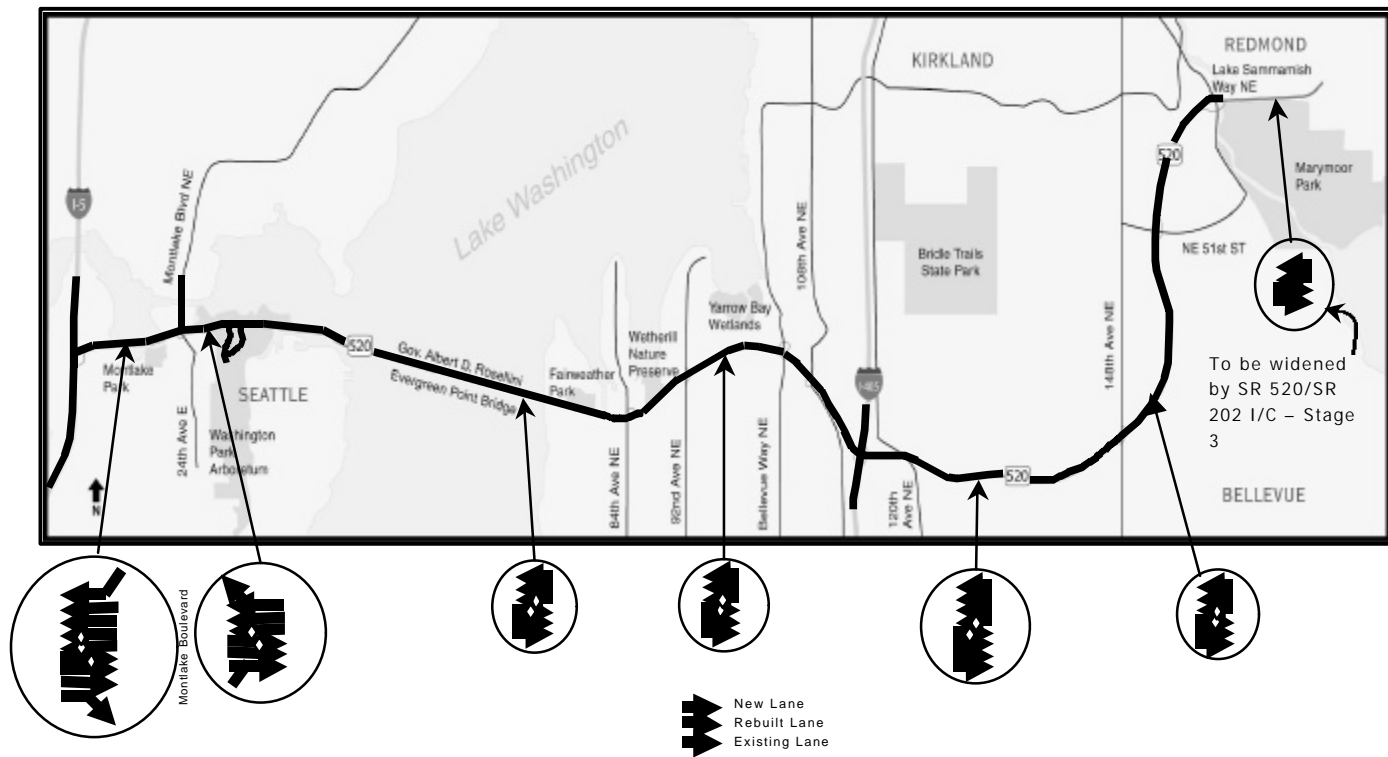 REDMOND
KIRKLAND
Lake Sammamish
Way NE
520
Marymoor
Park
Lake Washington
I-5
Montlake Blvd NE
108th Ave NE
Bridle Trails
State Park
NE 51st ST
148th Ave NE
Yarrow Bay
Wetlands
Wetherill
Nature
Preserve
Fairweather
Park
520
Gov. Albert D. Rosellini
Evergreen Point Bridge
Montlake
Park
SEATTLE
24th Ave E
Washington
Park
Arboretum
N
84th Ave NE
92nd Ave NE
Bellevue Way NE
I-405
120th
Ave NE
520
To be widened
by SR 520/SR
202 I/C – Stage
3
BELLEVUE
Montlake Boulevard
New Lane
Rebuilt Lane
Existing Lane